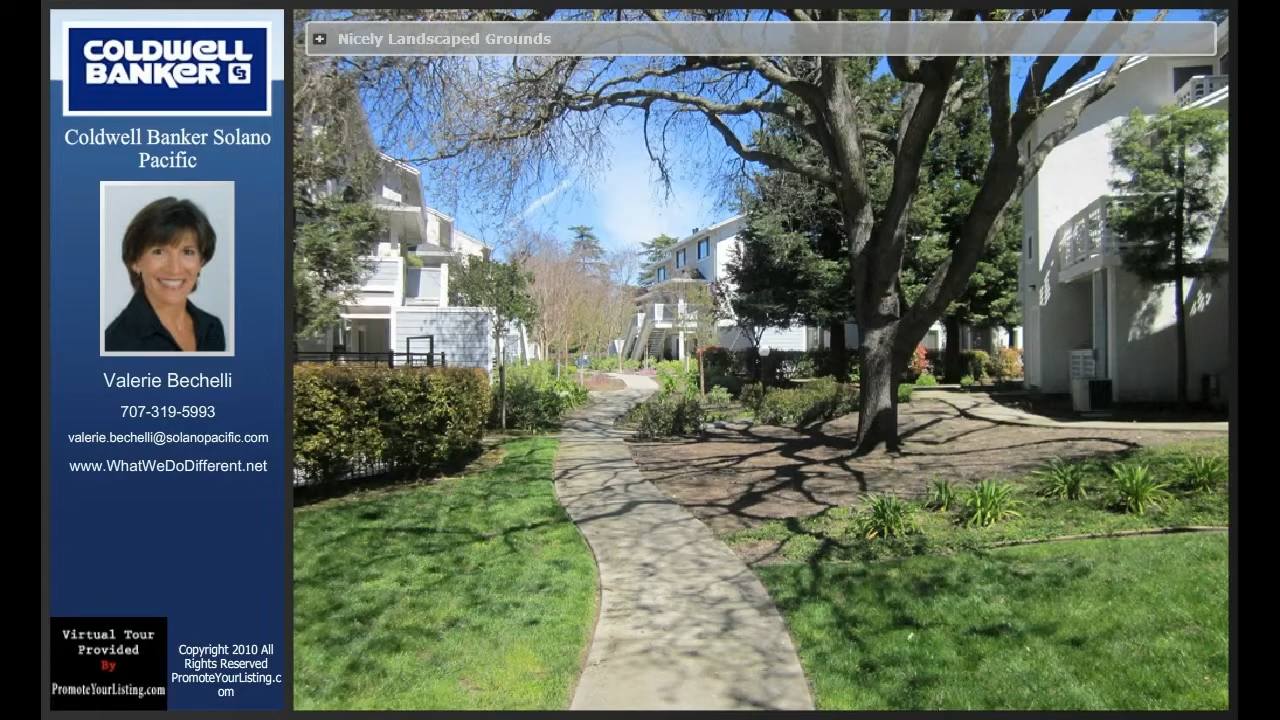 COLDWELL
BANKER
Coldwell Banker Solano
Pacific
Valerie Bechelli
707-319-5993
valerie.bechelli@solanopacific.com
www.WhatWeDoDifferent.net
Virtual Tour
Provided
By
PromoteYourListing.com
Copyright 2010 All
Rights Reserved
PromoteYourListing.c
om
Nicely Landscaped Grounds